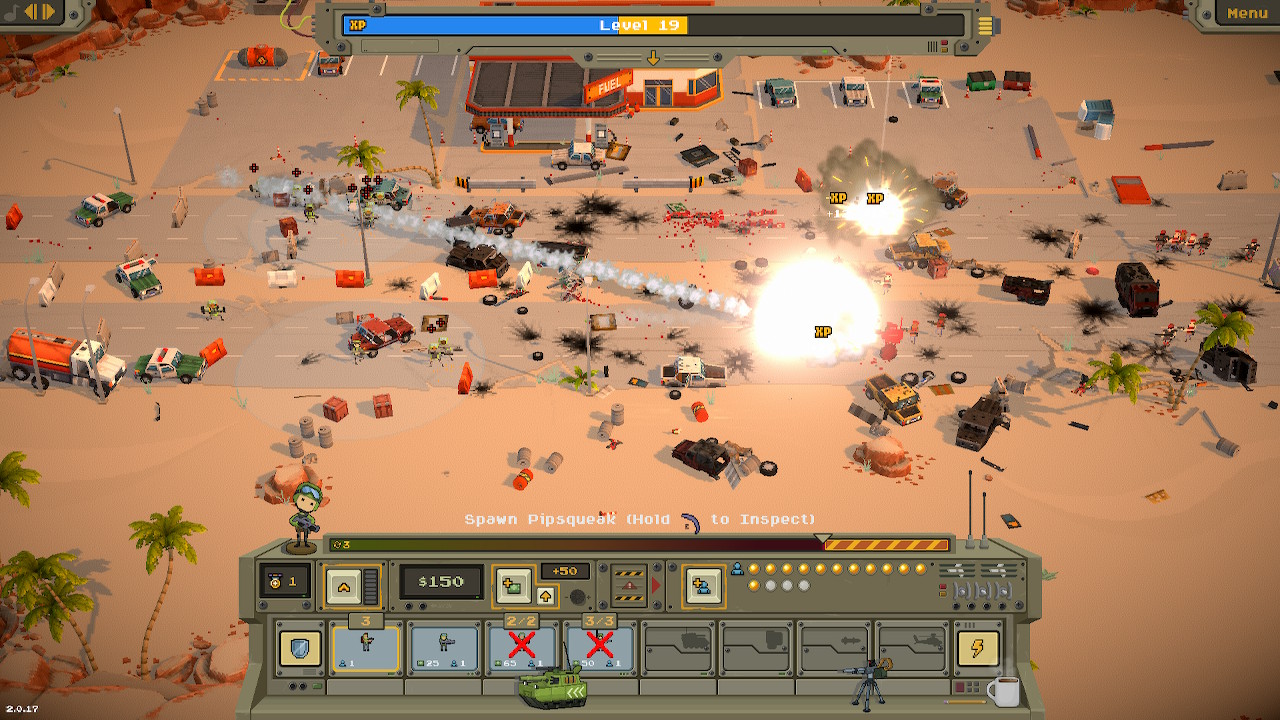 XP
Level 19
Menu
FUEL
XP
XP
XP
Spawn Pipsqueak (Hold to Inspect)
3
1
$150
+50
3
2/2
3/3
1
25
1
65
1
50
1
2.0.17